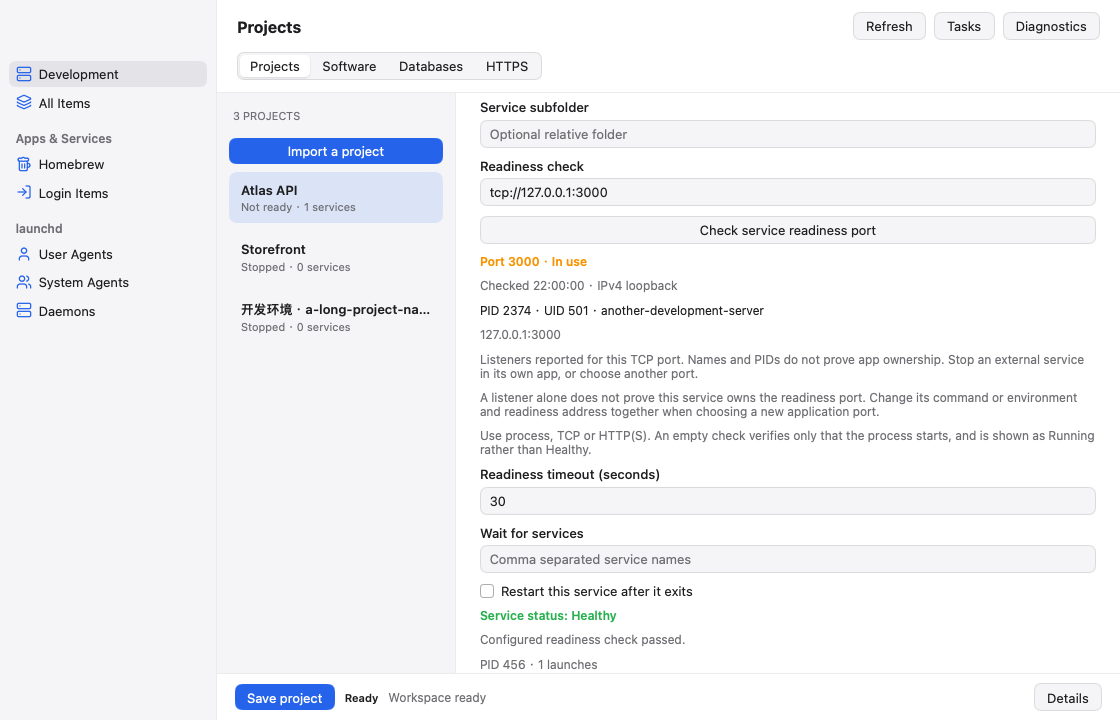 Projects
Refresh
Tasks
Diagnostics
Projects
Software
Databases
HTTPS
Development
All Items
Apps & Services
Homebrew
Login Items
launchd
User Agents
System Agents
Daemons
3 PROJECTS
Import a project
Atlas API
Not ready · 1 services
Storefront
Stopped · 0 services
开发环境 · a-long-project-na...
Stopped · 0 services
Service subfolder
Optional relative folder
Readiness check
tcp://127.0.0.1:3000
Check service readiness port
Port 3000 · In use
Checked 22:00:00 · IPv4 loopback
PID 2374 · UID 501 · another-development-server
127.0.0.1:3000
Listeners reported for this TCP port. Names and PIDs do not prove app ownership. Stop an external service
in its own app, or choose another port.
A listener alone does not prove this service owns the readiness port. Change its command or environment
and readiness address together when choosing a new application port.
Use process, TCP or HTTP(S). An empty check verifies only that the process starts, and is shown as Running
rather than Healthy.
Readiness timeout (seconds)
30
Wait for services
Comma separated service names
Restart this service after it exits
Service status: Healthy
Configured readiness check passed.
PID 456 · 1 launches
Save project
Ready
Workspace ready
Details